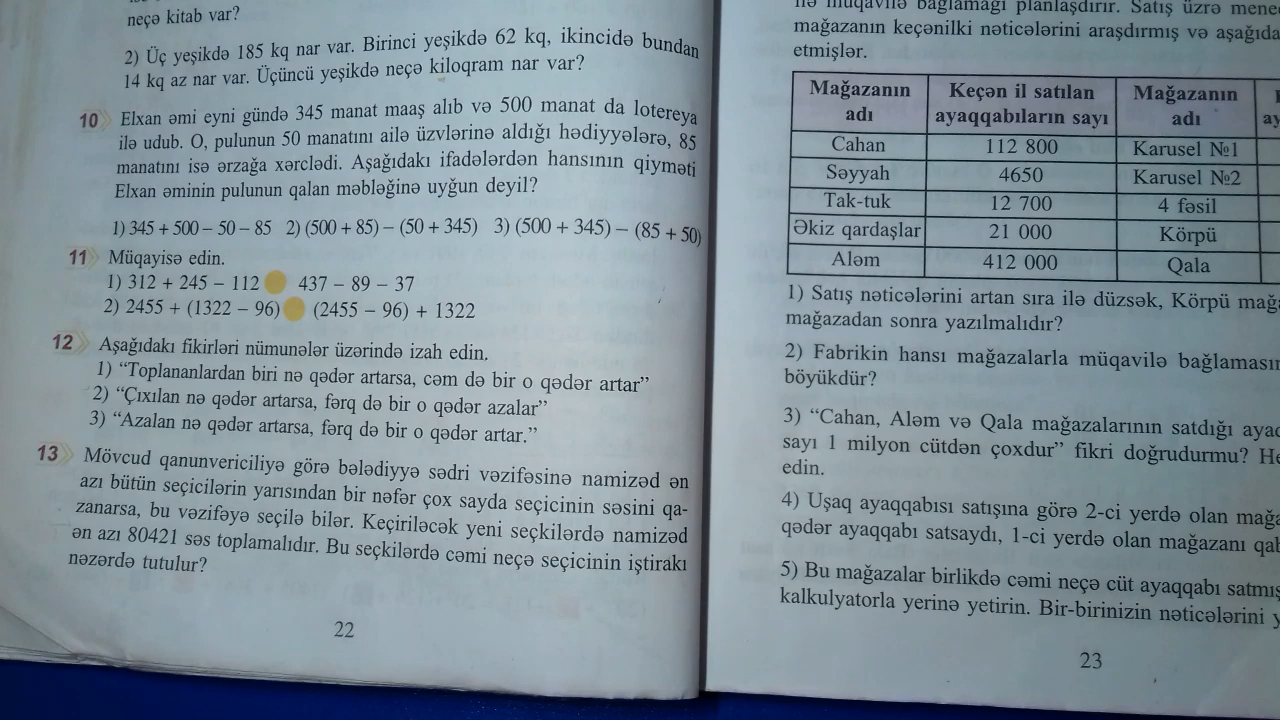 neçə kitab var?
2) Üç yeşikdə 185 kq nar var. Birinci yeşikdə 62 kq, ikincidə bundan
14 kq az nar var. Üçüncü yeşikdə neçə kiloqram nar var?
10 Elxan əmi eyni gündə 345 manat maaş alıb və 500 manat da lotereya
ilə udub. O, pulunun 50 manatını ailə üzvlərinə aldığı hədiyyələrə, 85
manatını isə ərzağa xərclədi. Aşağıdakı ifadələrdən hansının qiyməti
Elxan əminin pulunun qalan məbləğinə uyğun deyil?
1) 345 + 500 – 50 – 85 2) (500 + 85) – (50 + 345) 3) (500 + 345) – (85 + 50)
11 Müqayisə edin.
1) 312 + 245 – 112 437 – 89 – 37
2) 2455 + (1322 – 96) (2455 – 96) + 1322
12 Aşağıdakı fikirləri nümunələr üzərində izah edin.
1) “Toplananlardan biri nə qədər artarsa, cəm də bir o qədər artar”
2) “Çıxılan nə qədər artarsa, fərq də bir o qədər azalar”
3) “Azalan nə qədər artarsa, fərq də bir o qədər artar.”
13 Mövcud qanunvericiliyə görə bələdiyyə sədri vəzifəsinə namizəd ən
azı bütün seçicilərin yarısından bir nəfər çox sayda seçicinin səsini qa-
zanarsa, bu vəzifəyə seçilə bilər. Keçiriləcək yeni seçkilərdə namizəd
ən azı 80421 səs toplamalıdır. Bu seçkilərdə cəmi neçə seçicinin iştirakı
nəzərdə tutulur?
22
müqavilə bağlamağı planlaşdırır. Satış üzrə
mağazanın keçənilki nəticələrini araşdırmış və
etmişlər.
Mağazanın adı Keçən il satılan ayaqqabıların sayı Mağazanın adı
Cahan 112 800 Karusel №1
Səyyah 4650 Karusel №2
Tak-tuk 12 700 4 fəsil
Əkiz qardaşlar 21 000 Körpü
Aləm 412 000 Qala
1) Satış nəticələrini artan sıra ilə düzsək, Körpü
mağazadan sonra yazılmalıdır?
2) Fabrikin hansı mağazalarla müqavilə
böyükdür?
3) “Cahan, Aləm və Qala mağazalarının satdığı
sayı 1 milyon cütdən çoxdur” fikri doğrudurmu?
edin.
4) Uşaq ayaqqabısı satışına görə 2-ci yerdə olan
qədər ayaqqabı satsaydı, 1-ci yerdə olan mağazanı
5) Bu mağazalar birlikdə cəmi neçə cüt ayaqqabı
kalkulyatorla yerinə yetirin. Bir-birinizin nəticələrini
23